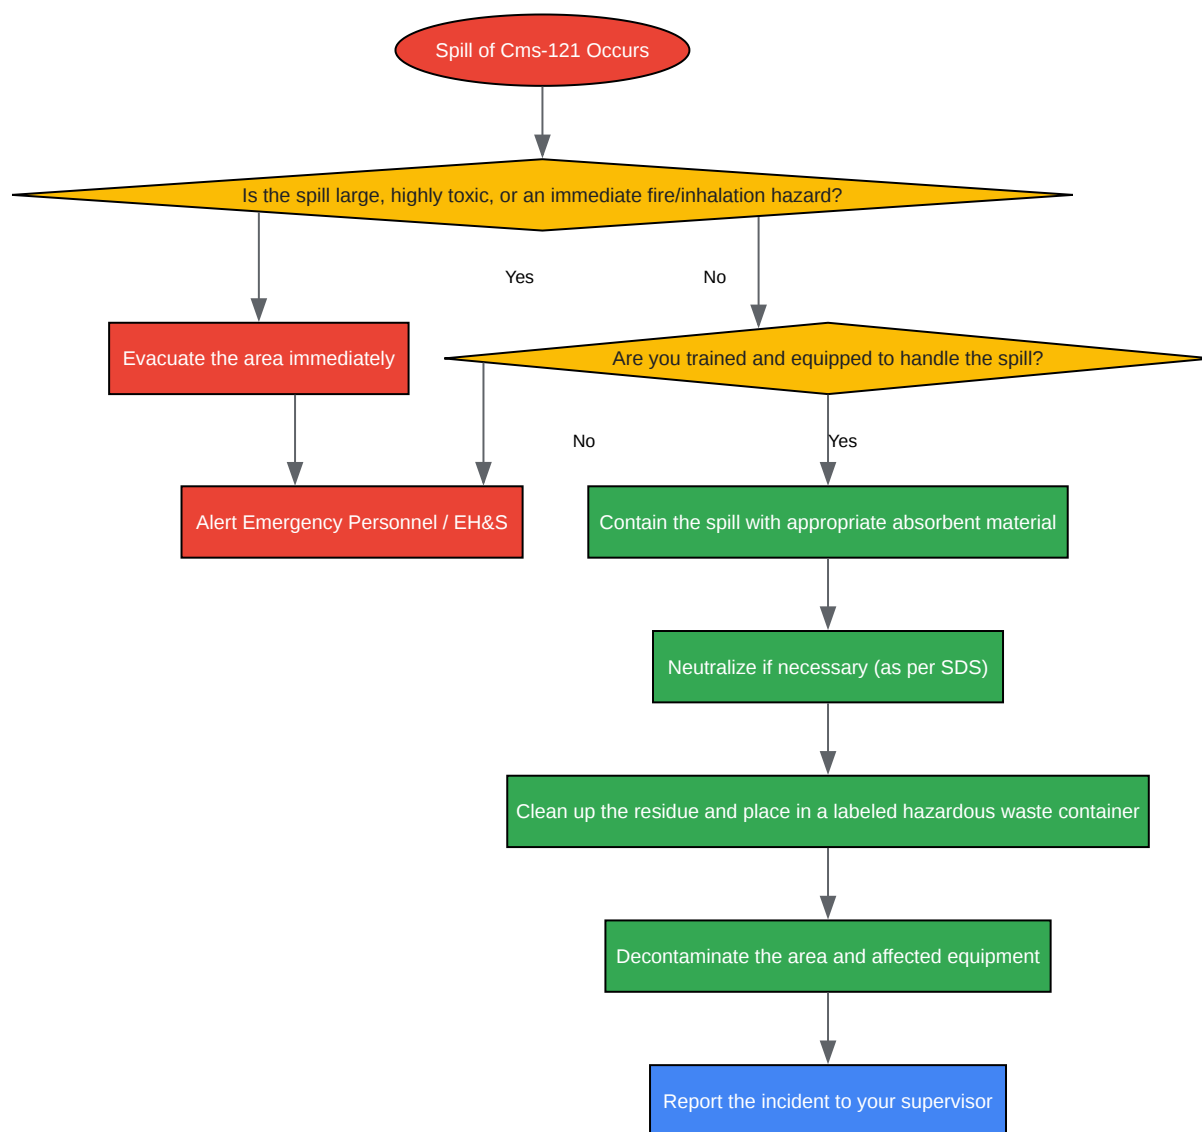 Spill of Cms-121 Occurs
Is the spill large, highly toxic, or an immediate fire/inhalation hazard?
Yes
No
Evacuate the area immediately
Are you trained and equipped to handle the spill?
No
Yes
Alert Emergency Personnel / EH&S
Contain the spill with appropriate absorbent material
Neutralize if necessary (as per SDS)
Clean up the residue and place in a labeled hazardous waste container
Decontaminate the area and affected equipment
Report the incident to your supervisor